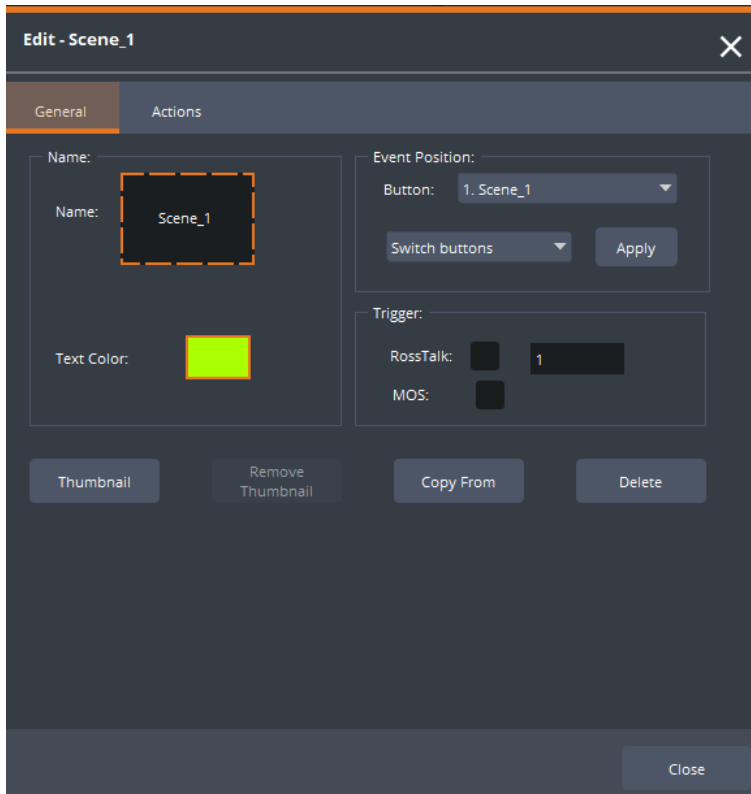 Edit - Scene_1
General
Actions
Name:
Name:
Scene_1
Text Color:
Event Position:
Button:
1. Scene_1
Switch buttons
Apply
Trigger:
RossTalk:
1
MOS:
Thumbnail
Remove
Thumbnail
Copy From
Delete
Close